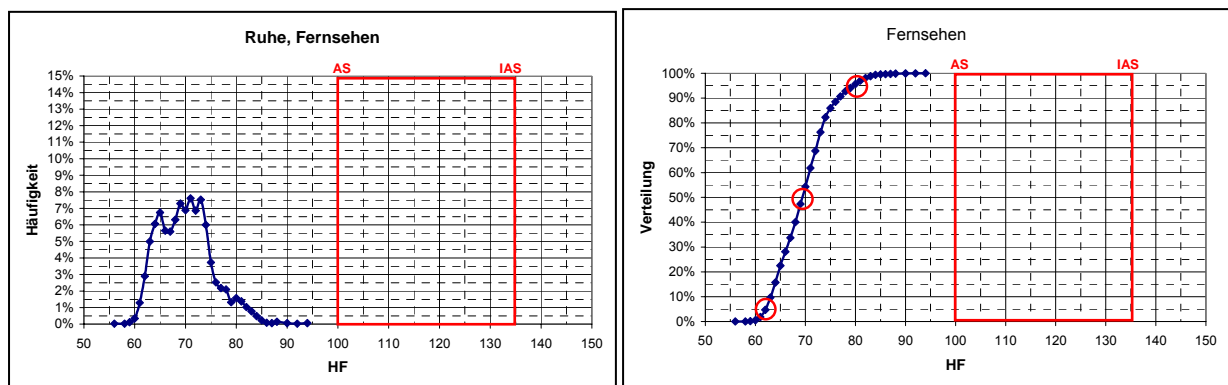 Ruhe, Fernsehen
AS IAS
15%
14%
13%
12%
11%
10%
9%
8%
7%
6%
5%
4%
3%
2%
1%
0%
Häufigkeit
50 60 70 80 90 100 110 120 130 140 150
HF
Fernsehen
AS IAS
100%
90%
80%
70%
60%
50%
40%
30%
20%
10%
0%
Verteilung
50 60 70 80 90 100 110 120 130 140 150
HF